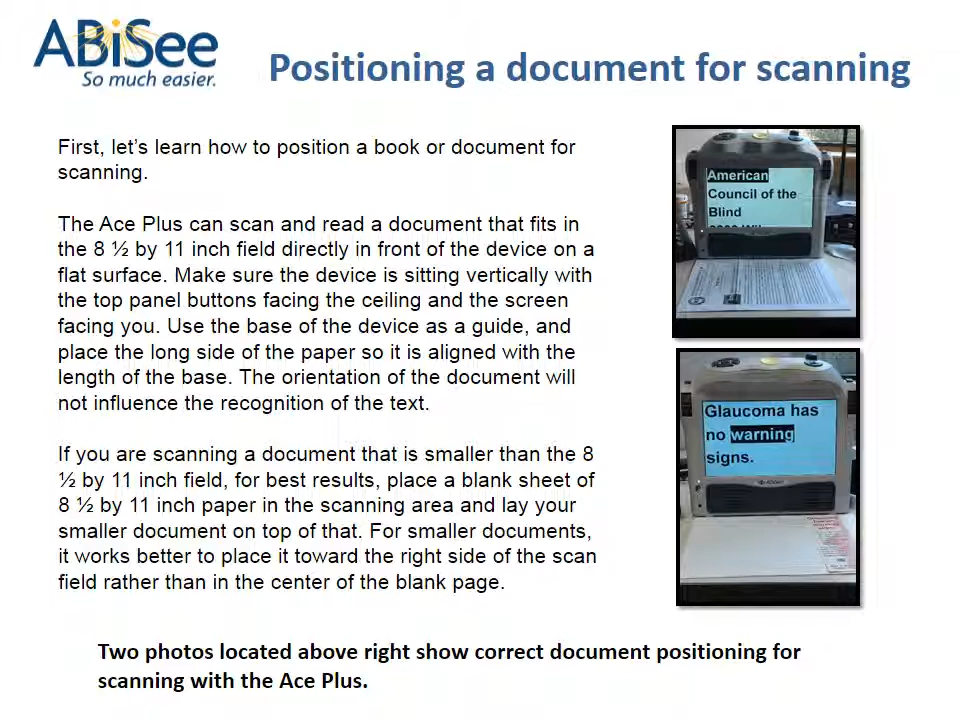 ABiSee
So much easier.
Positioning a document for scanning
First, let's learn how to position a book or document for
scanning.
The Ace Plus can scan and read a document that fits in
the 8 ½ by 11 inch field directly in front of the device on a
flat surface. Make sure the device is sitting vertically with
the top panel buttons facing the ceiling and the screen
facing you. Use the base of the device as a guide, and
place the long side of the paper so it is aligned with the
length of the base. The orientation of the document will
not influence the recognition of the text.
If you are scanning a document that is smaller than the 8
½ by 11 inch field, for best results, place a blank sheet of
8 ½ by 11 inch paper in the scanning area and lay your
smaller document on top of that. For smaller documents,
it works better to place it toward the right side of the scan
field rather than in the center of the blank page.
American
Council of the
Blind
Glaucoma has
no warning
signs.
Two photos located above right show correct document positioning for
scanning with the Ace Plus.